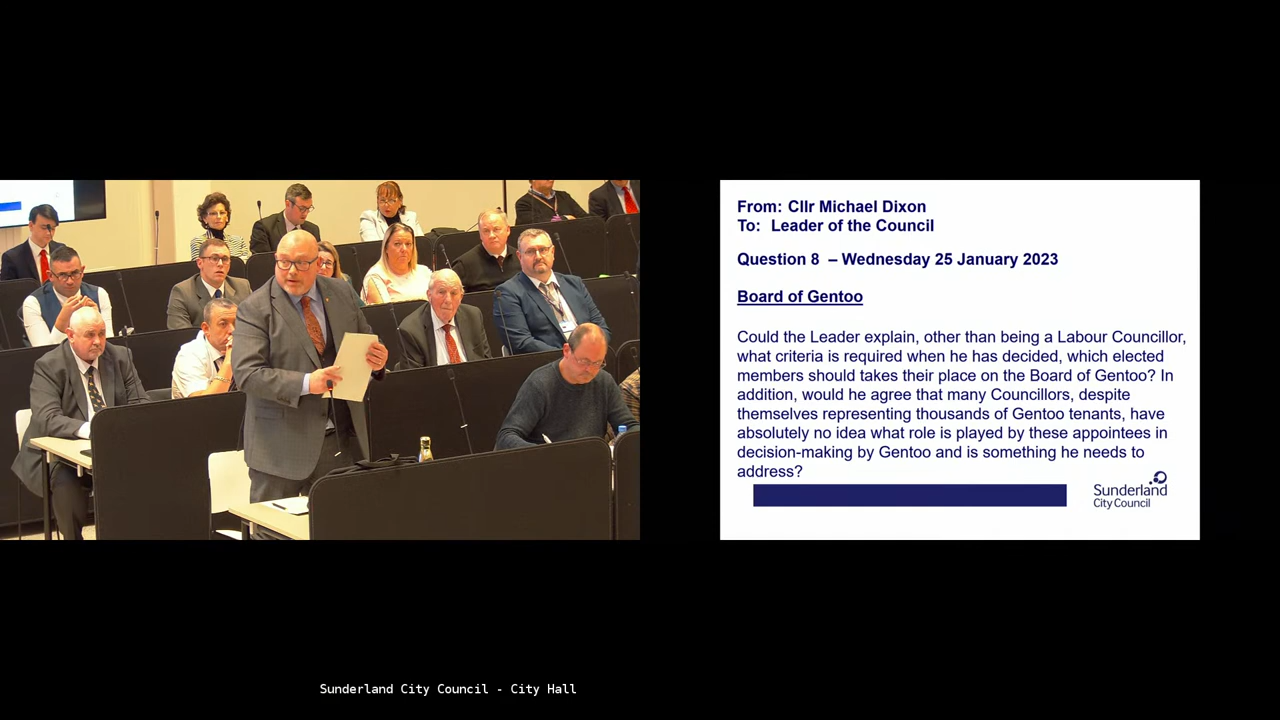 From: Cllr Michael Dixon
To: Leader of the Council
Question 8 – Wednesday 25 January 2023
Board of Gentoo
Could the Leader explain, other than being a Labour Councillor,
what criteria is required when he has decided, which elected
members should takes their place on the Board of Gentoo? In
addition, would he agree that many Councillors, despite
themselves representing thousands of Gentoo tenants, have
absolutely no idea what role is played by these appointees in
decision-making by Gentoo and is something he needs to
address?
Sunderland
City Council
Sunderland City Council - City Hall